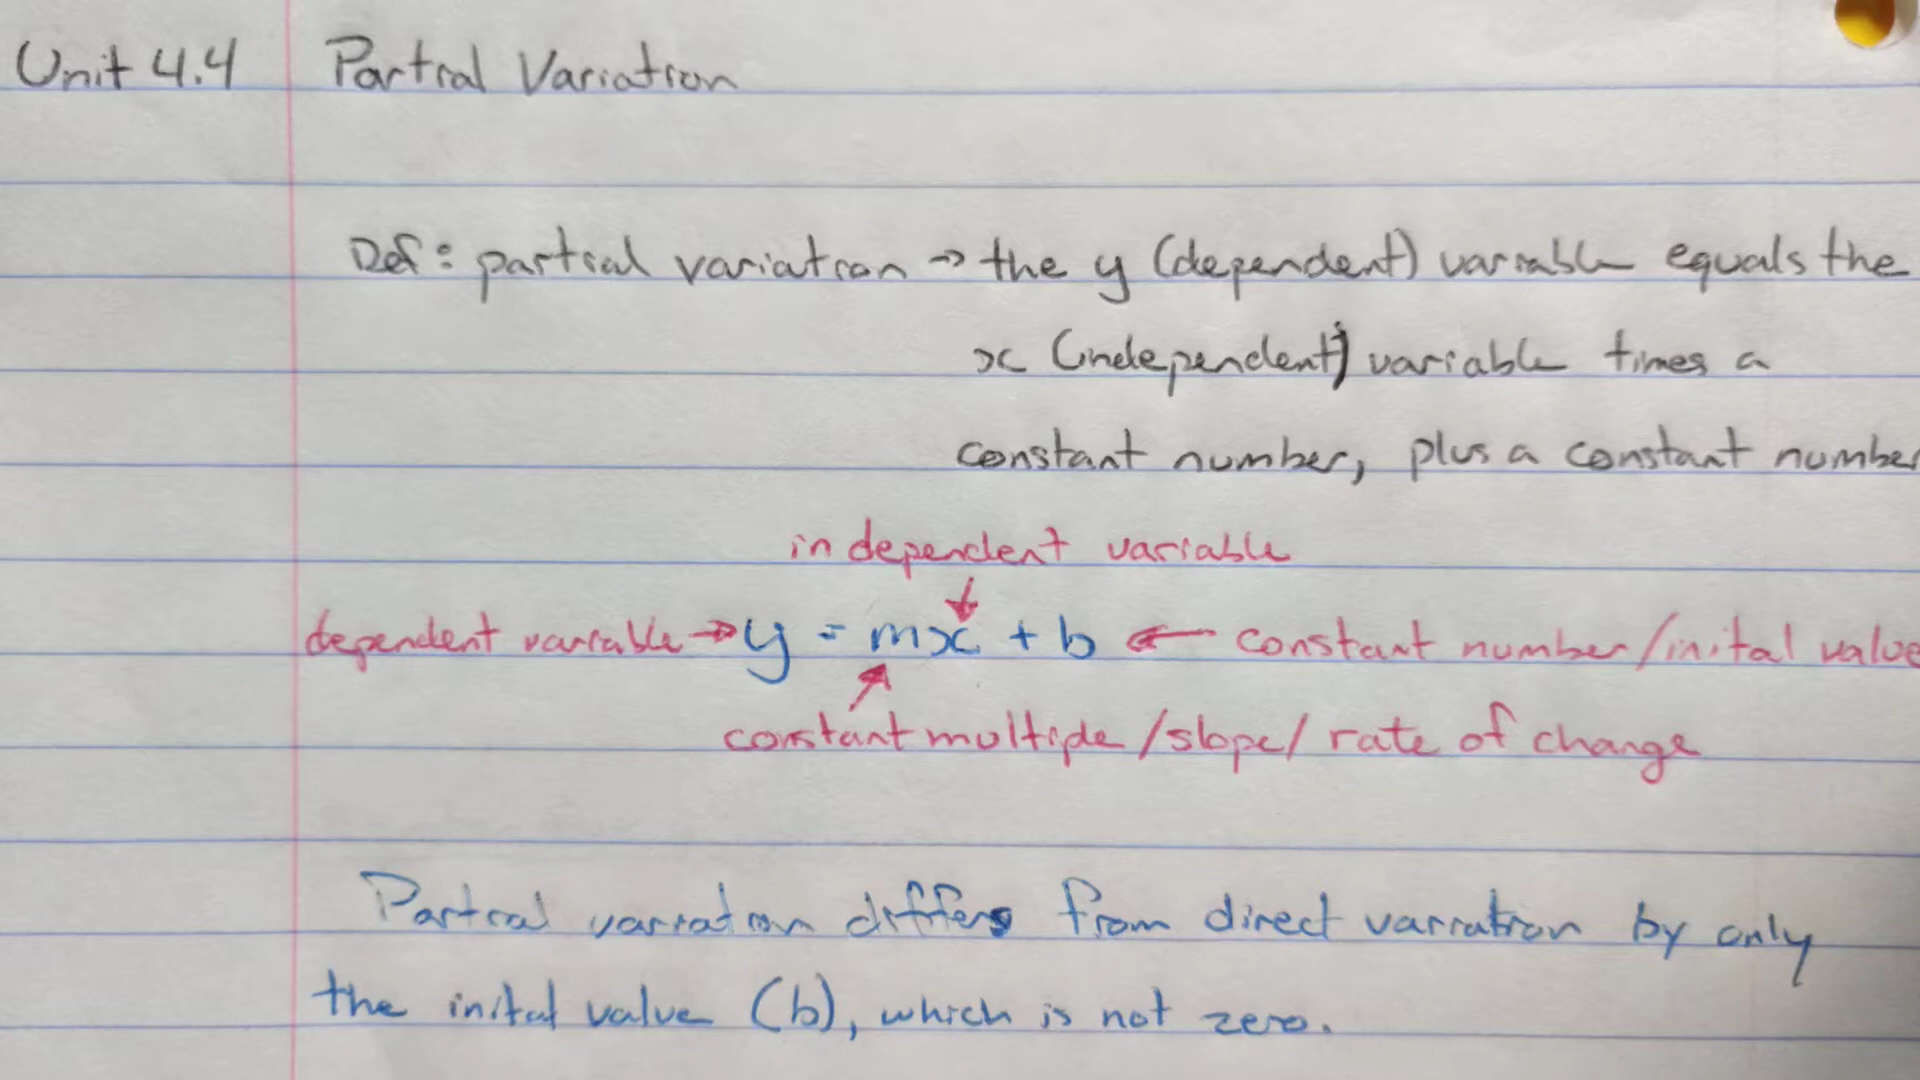 Unit 4.4 Partial Variation
Def: partial variation → the y (dependent) variable equals the
x (independent) variable times a
constant number, plus a constant number
independent variable
↓
dependent variable → y = mx + b ← constant number/inital value
↗
constant multiple/slope/ rate of change
Partial variation differs from direct variation by only
the inital value (b), which is not zero.